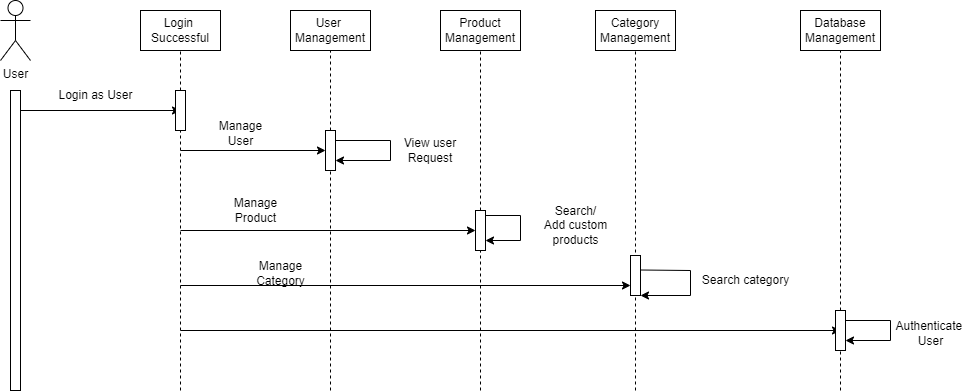 Login
Successful
User
Management
Product
Management
Category
Management
Database
Management
User
Login as User
Manage
User
View user
Request
Manage
Product
Search/
Add custom
products
Manage
Category
Search category
Authenticate
User